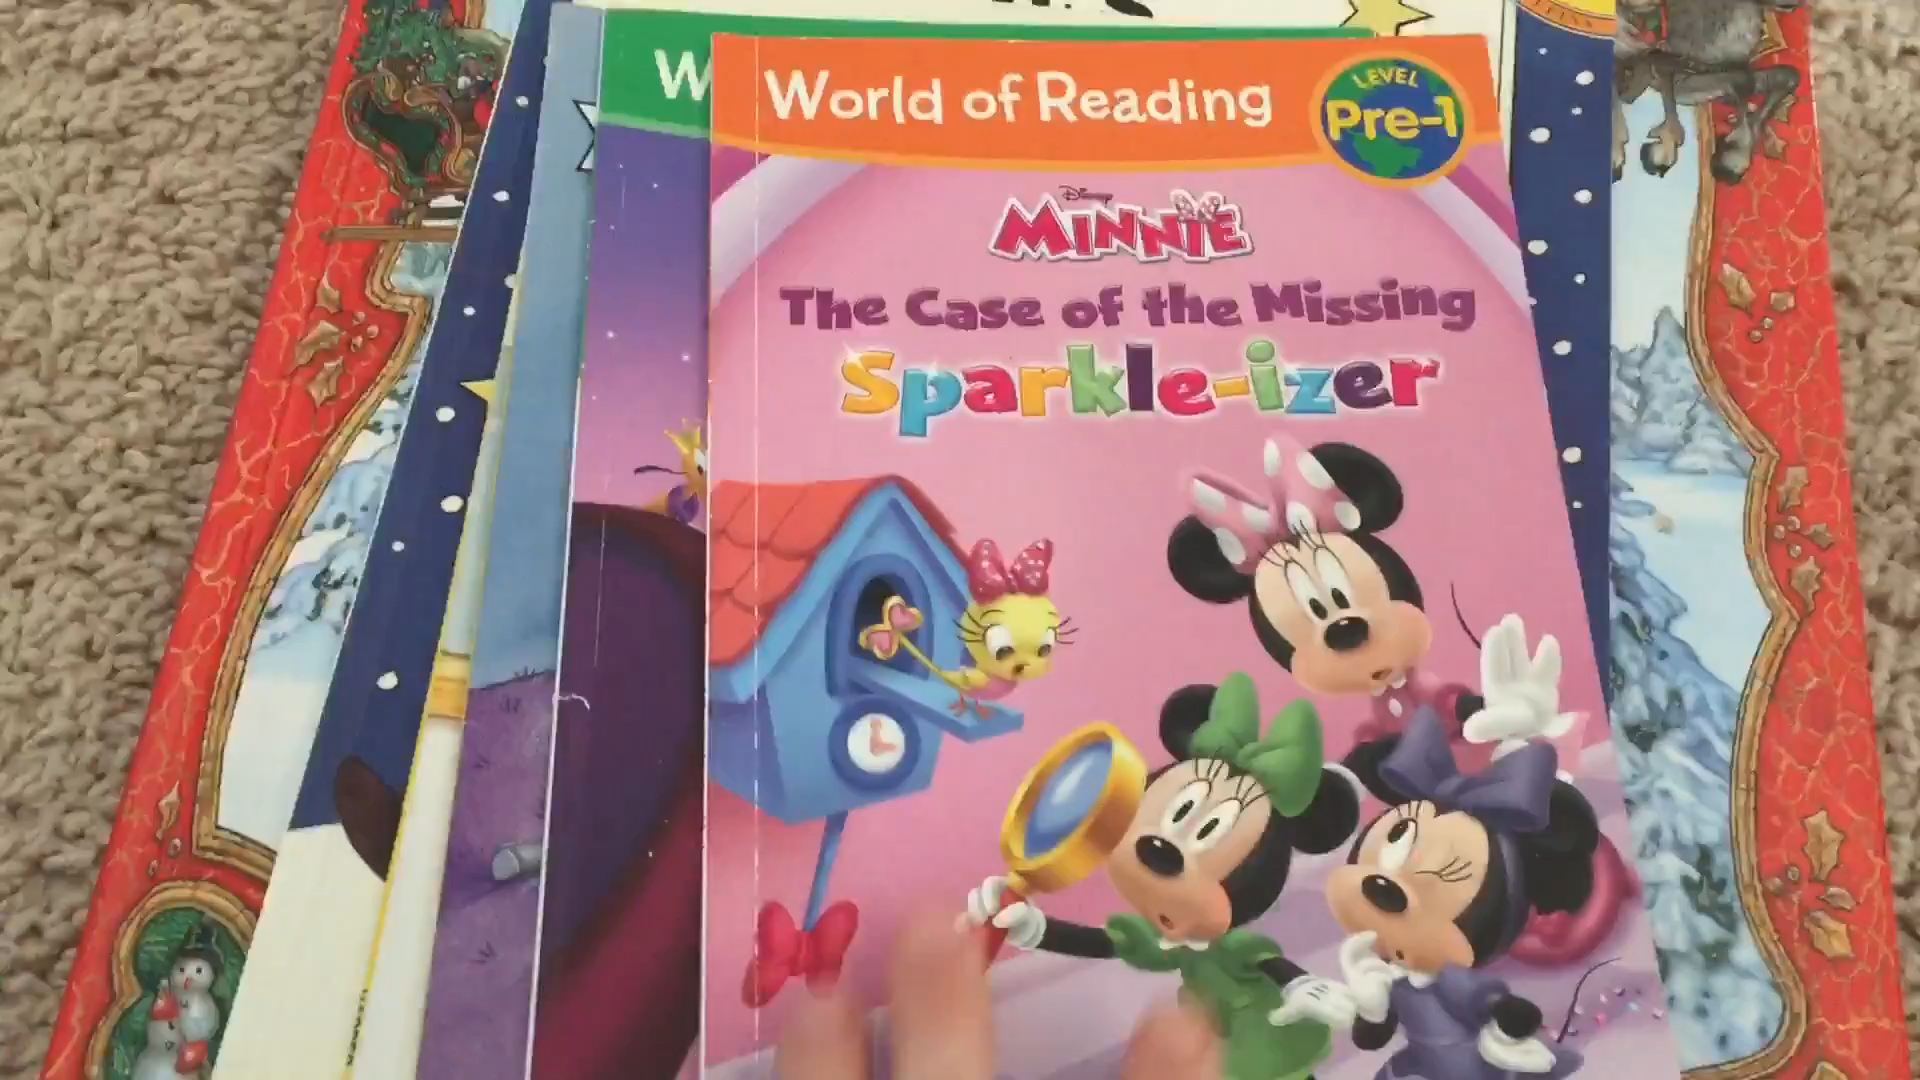 W
World of Reading
LEVEL
Pre-1
Disney
MINNIE
The Case of the Missing
Sparkle-izer